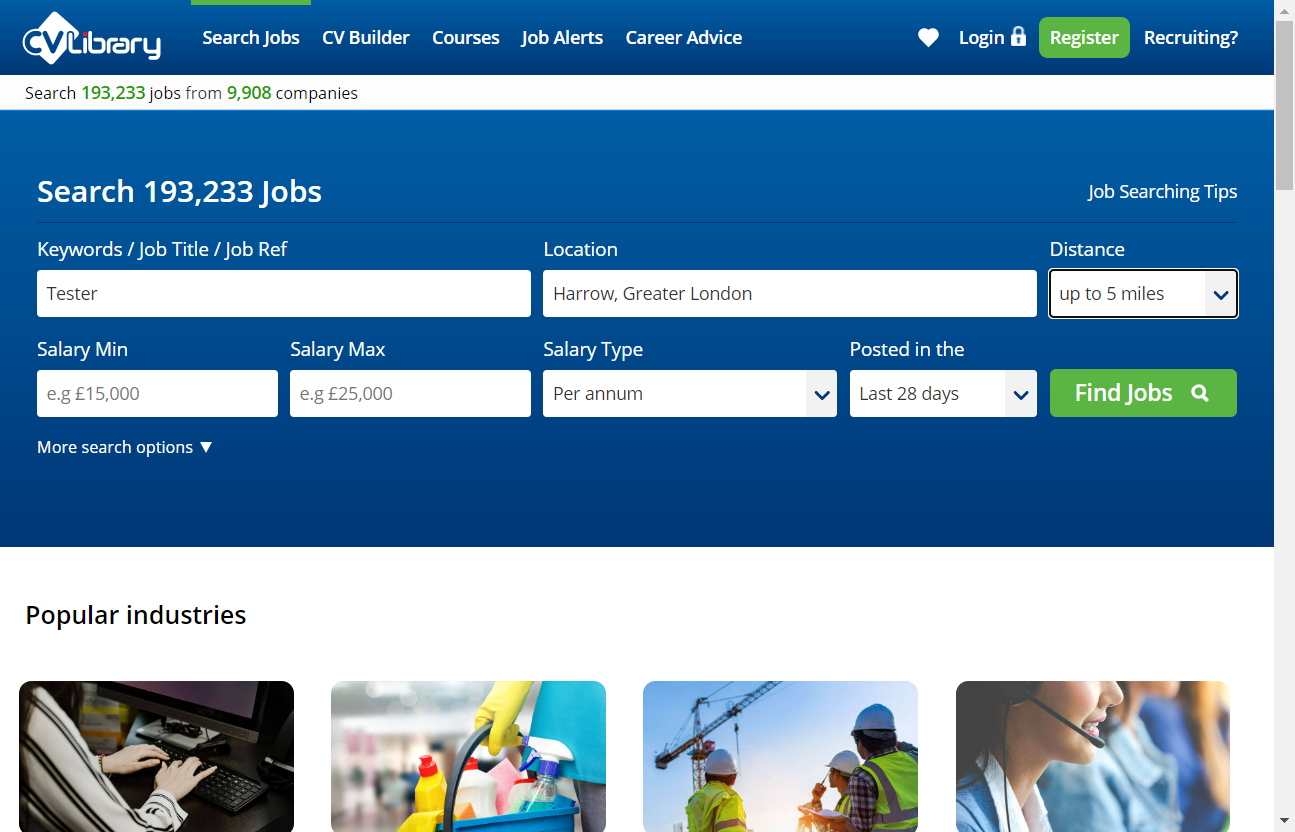 CVLibrary
Search Jobs CV Builder Courses Job Alerts Career Advice Login Register Recruiting?
Search 193,233 jobs from 9,908 companies
Search 193,233 Jobs
Job Searching Tips
Keywords / Job Title / Job Ref Location Distance
Tester Harrow, Greater London up to 5 miles
Salary Min Salary Max Salary Type Posted in the
e.g £15,000 e.g £25,000 Per annum Last 28 days Find Jobs
More search options ▼
Popular industries